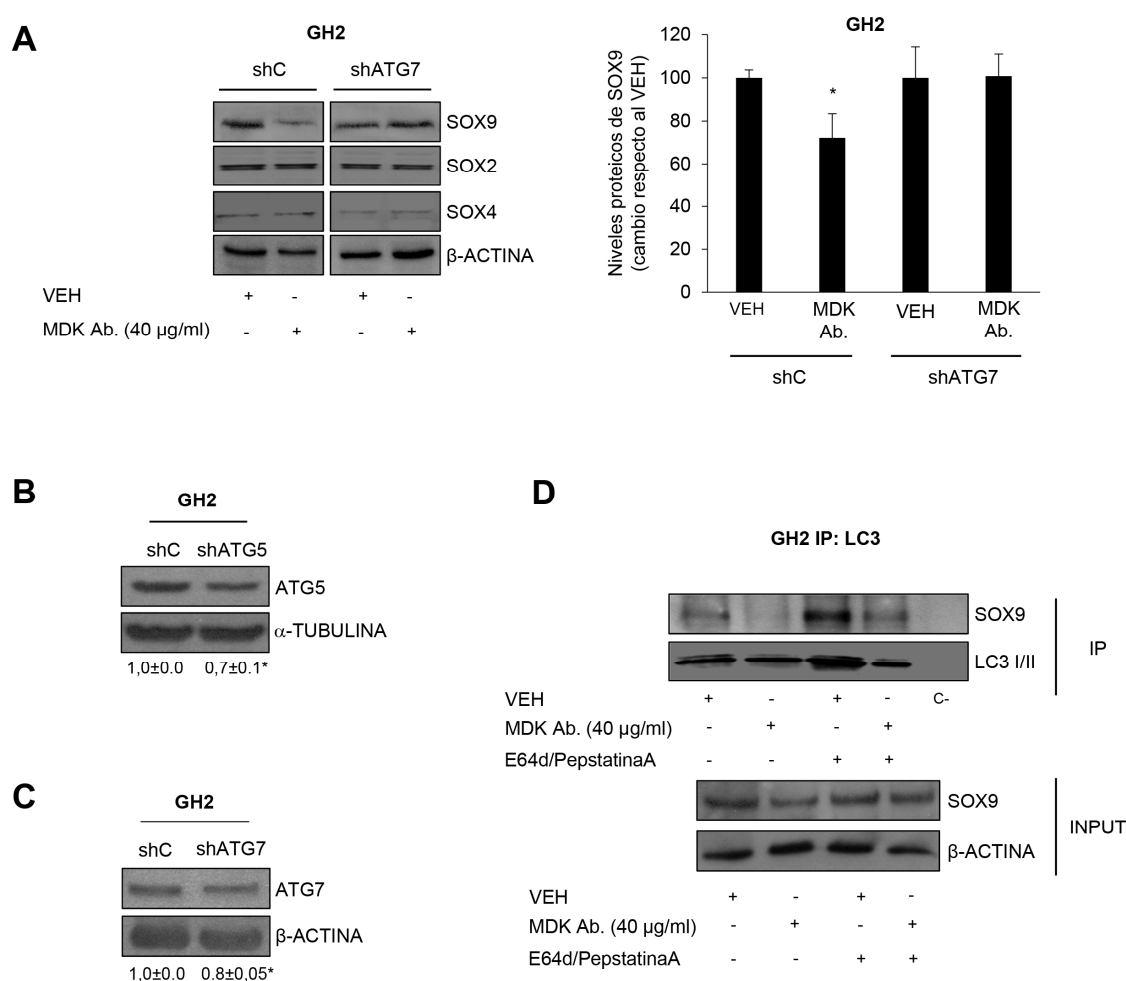 A
GH2
shC shATG7
SOX9
SOX2
SOX4
β-ACTINA
VEH + - + -
MDK Ab. (40 µg/ml) - + - +
GH2
Niveles proteicos de SOX9
(cambio respecto al VEH)
120
100
80
60
40
20
0
*
VEH MDK Ab. VEH MDK Ab.
shC shATG7
B
GH2
shC shATG5
ATG5
α-TUBULINA
1,0±0.0 0,7±0.1*
C
GH2
shC shATG7
ATG7
β-ACTINA
1,0±0.0 0.8±0,05*
D
GH2 IP: LC3
SOX9
LC3 I/II
IP
VEH + - + - C-
MDK Ab. (40 µg/ml) - + - +
E64d/PepstatinaA - - + +
SOX9
β-ACTINA
INPUT
VEH + - + -
MDK Ab. (40 µg/ml) - + - +
E64d/PepstatinaA - - + +